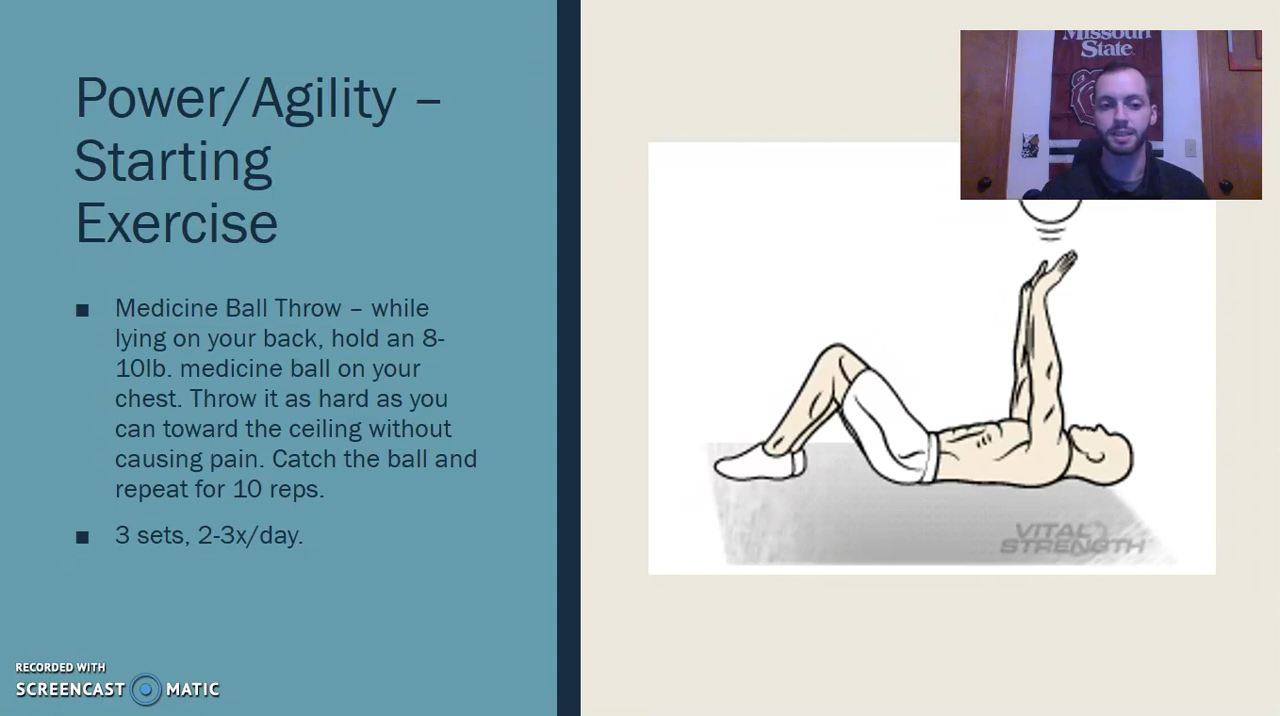 Power/Agility –
Starting
Exercise
■ Medicine Ball Throw – while
lying on your back, hold an 8-
10lb. medicine ball on your
chest. Throw it as hard as you
can toward the ceiling without
causing pain. Catch the ball and
repeat for 10 reps.
■ 3 sets, 2-3x/day.
Missouri
State
VITAL
STRENGTH
RECORDED WITH
SCREENCAST MATIC